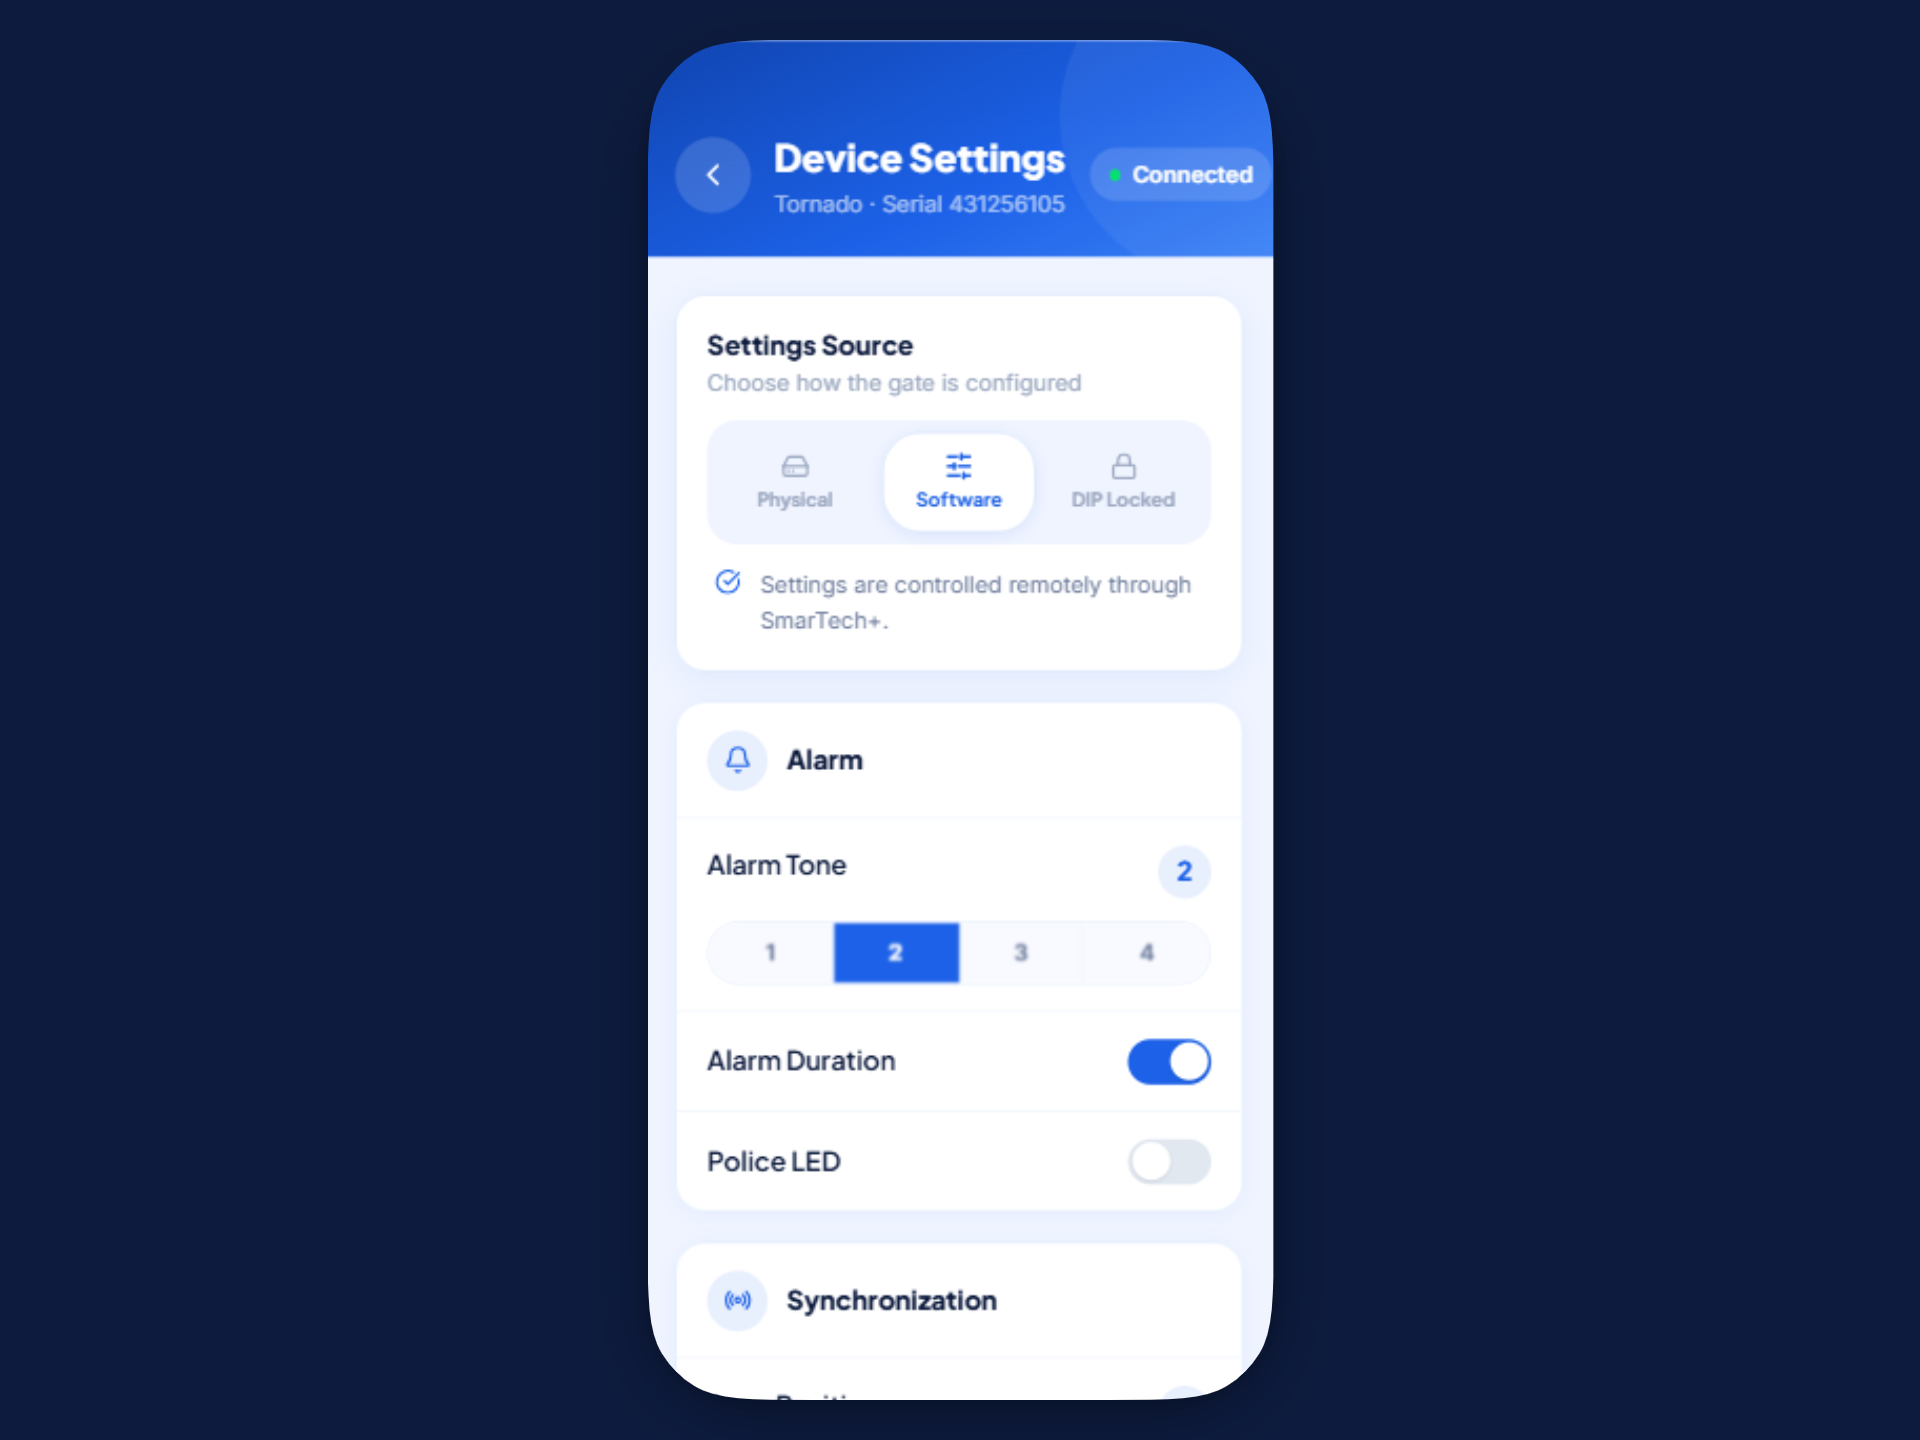 Device Settings
Tornado · Serial 431256105
Connected
Settings Source
Choose how the gate is configured
Physical
Software
DIP Locked
Settings are controlled remotely through
SmarTech+.
Alarm
Alarm Tone
2
1
2
3
4
Alarm Duration
Police LED
Synchronization